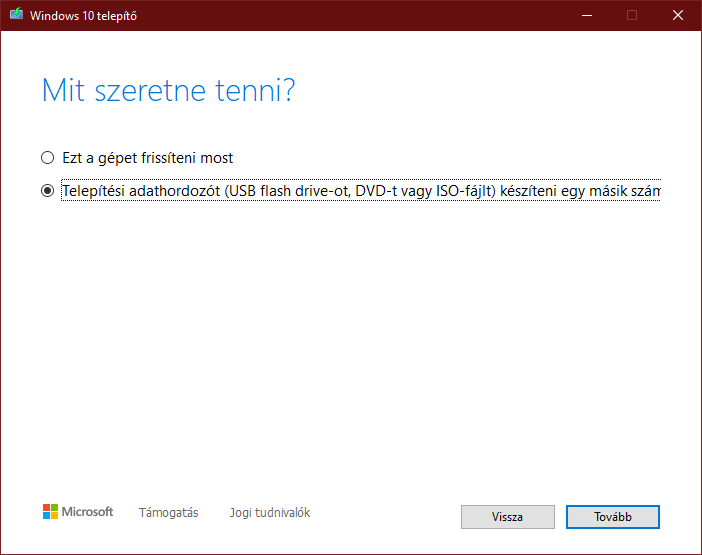 Windows 10 telepítő
Mit szeretne tenni?
Ezt a gépet frissíteni most
Telepítési adathordozót (USB flash drive-ot, DVD-t vagy ISO-fájlt) készíteni egy másik szám
Microsoft
Támogatás
Jogi tudnivalók
Vissza
Tovább